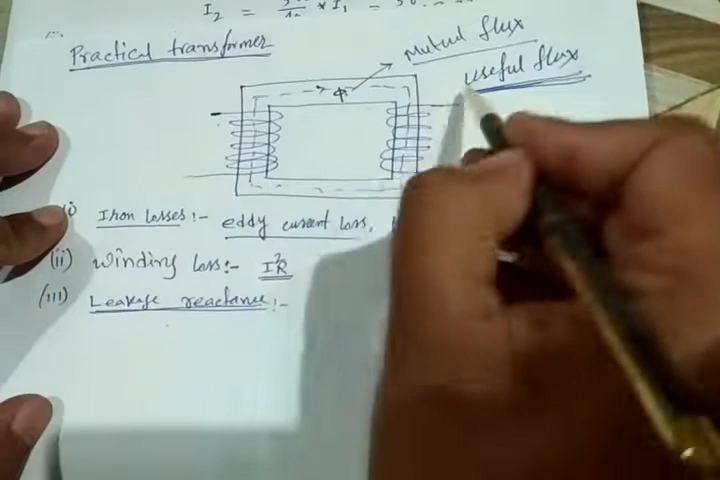 I₂ = × I₁ =
Practical transformer
Mutual flux
useful flux
φ
Iron losses :- eddy current loss,
(ii) Winding loss :- I²R
(iii) Leakage reactance :-